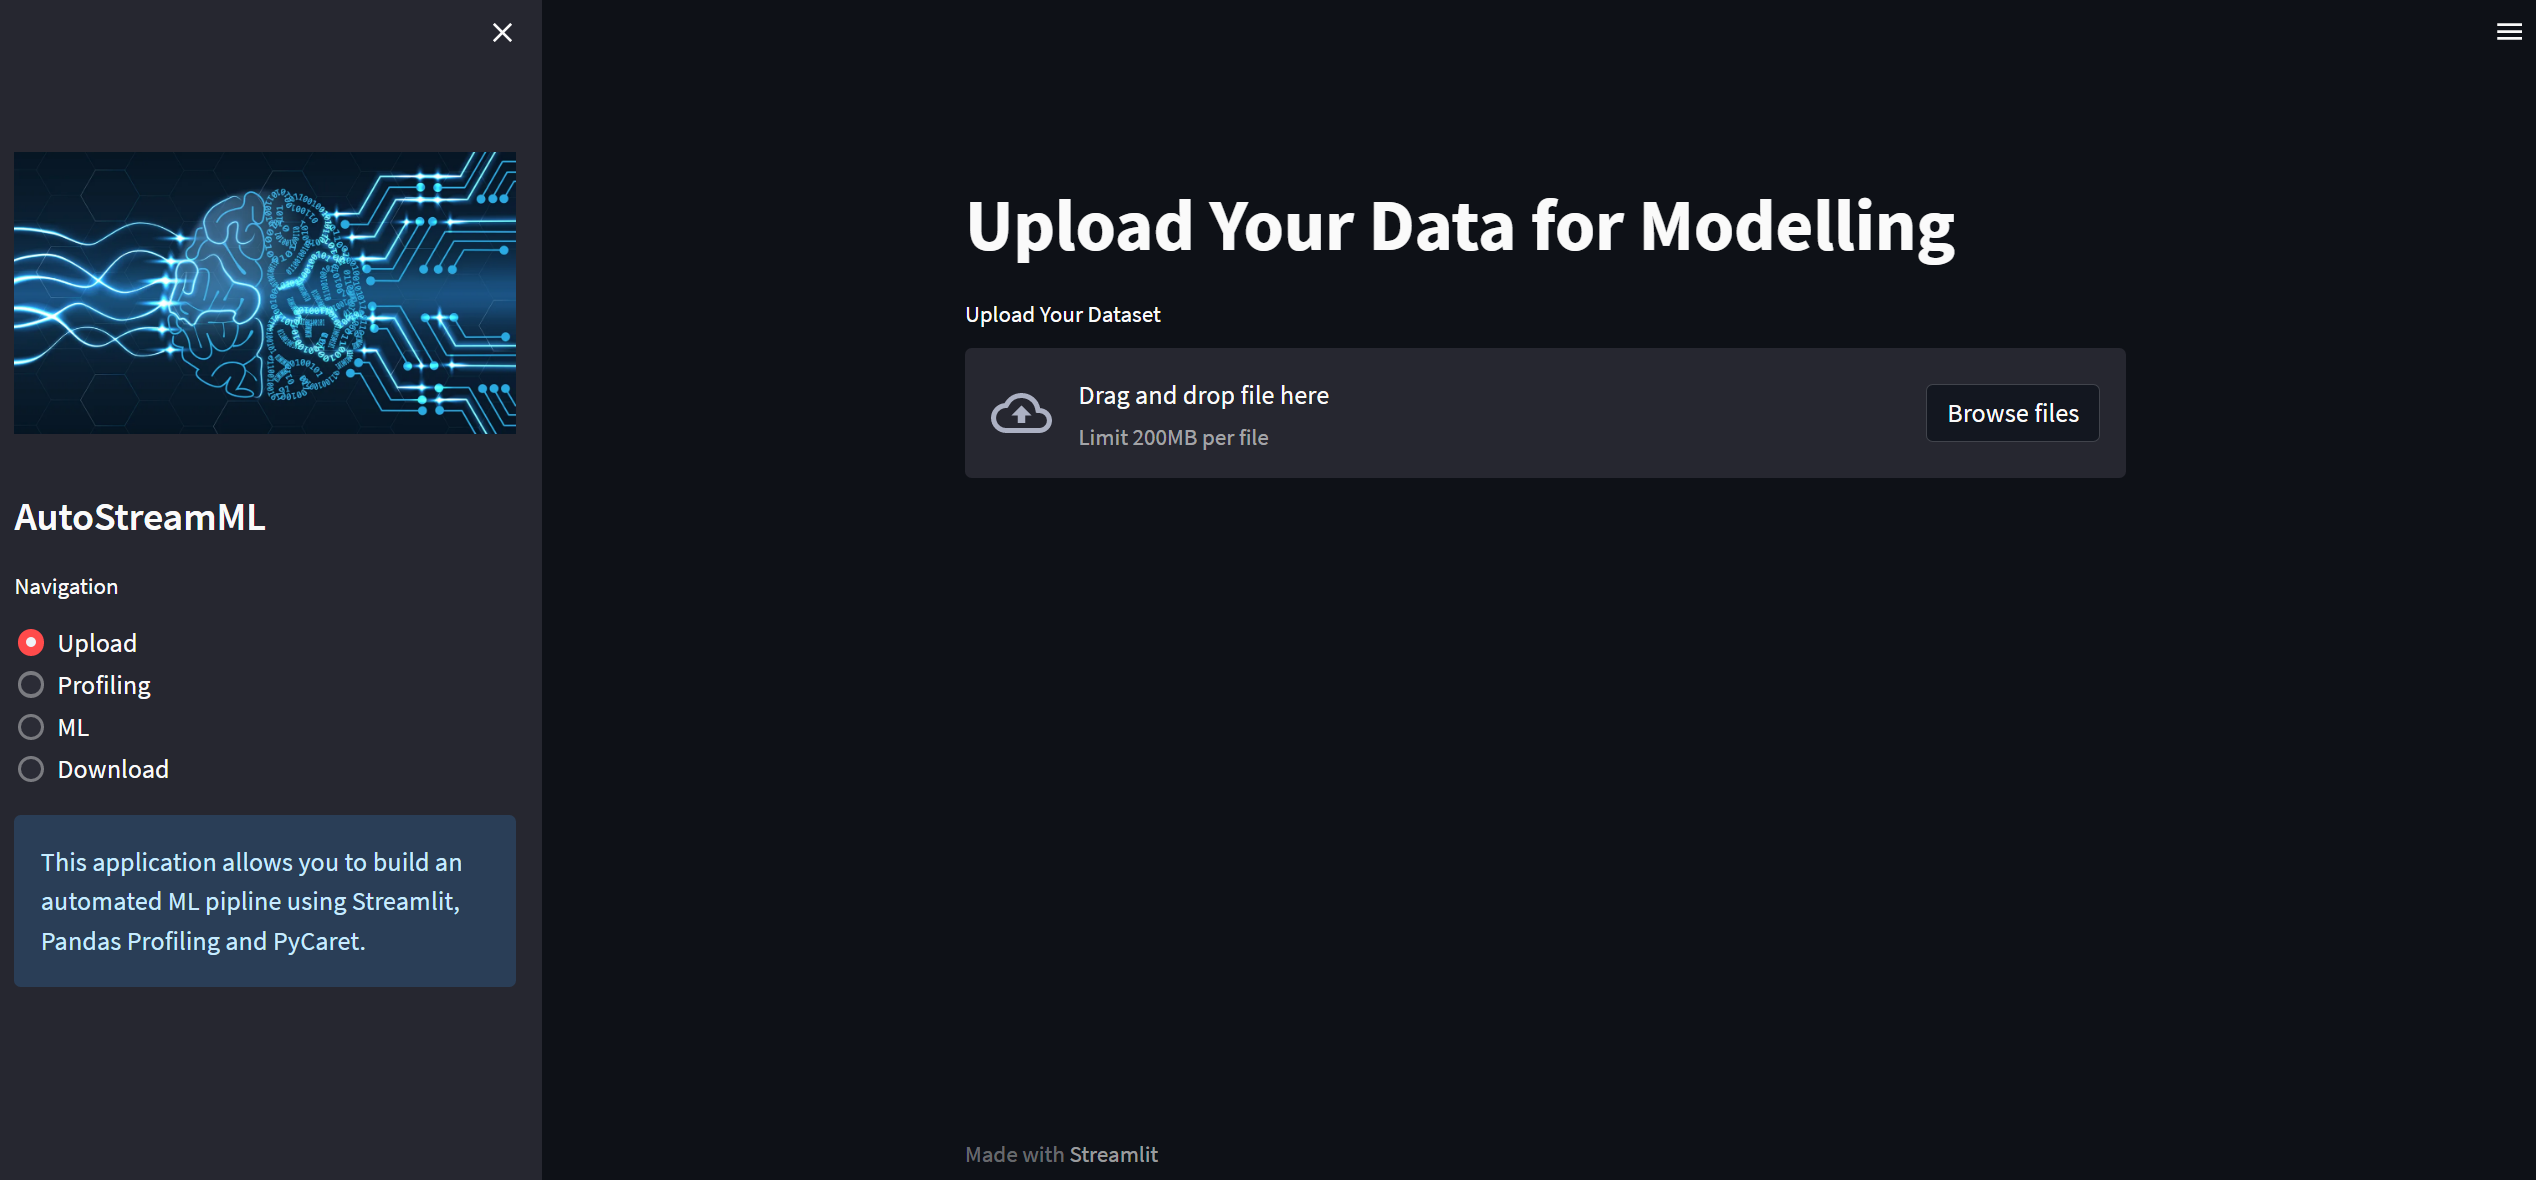 AutoStreamML
Navigation
Upload
Profiling
ML
Download
This application allows you to build an
automated ML pipline using Streamlit,
Pandas Profiling and PyCaret.
Upload Your Data for Modelling
Upload Your Dataset
Drag and drop file here
Limit 200MB per file
Browse files
Made with Streamlit